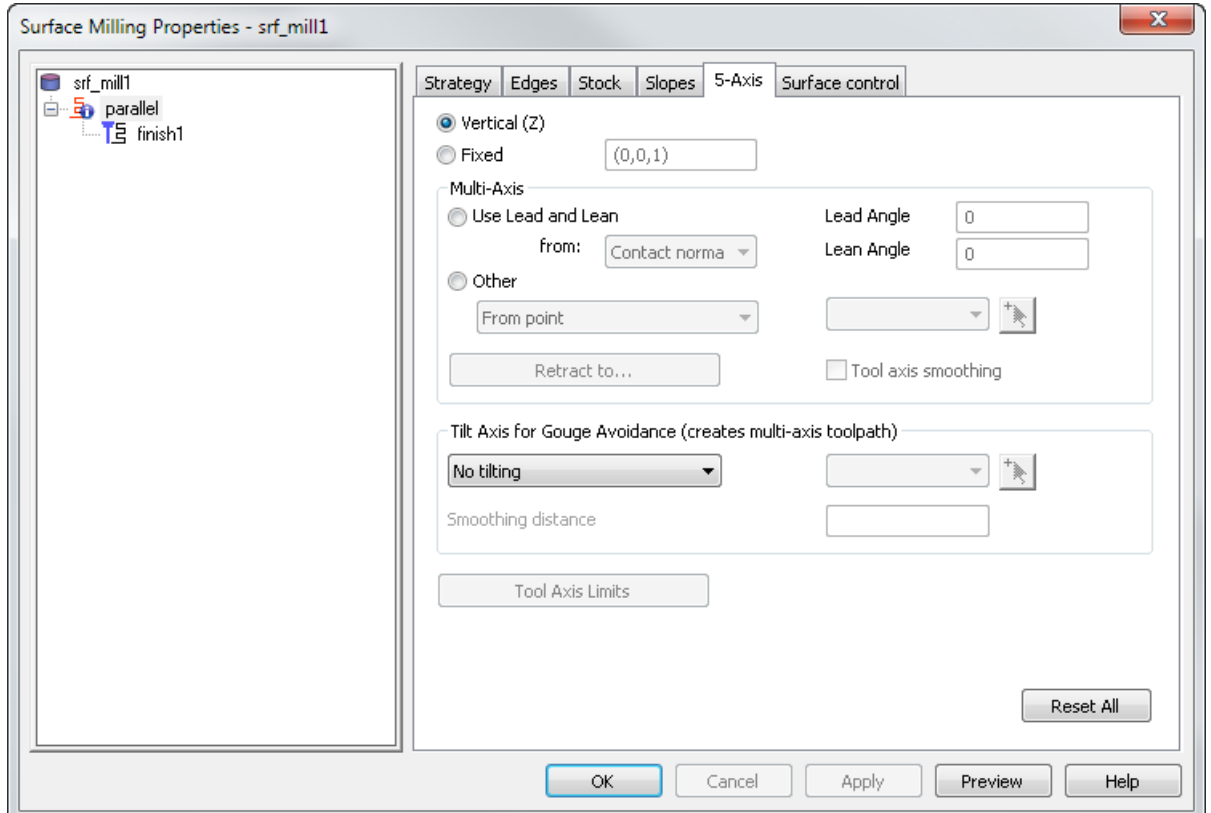 Surface Milling Properties - srf_mill1
srf_mill1
parallel
finish1
Strategy Edges Stock Slopes 5-Axis Surface control
Vertical (Z)
Fixed (0,0,1)
Multi-Axis
Use Lead and Lean Lead Angle 0
from: Contact norma Lean Angle 0
Other
From point
Retract to... Tool axis smoothing
Tilt Axis for Gouge Avoidance (creates multi-axis toolpath)
No tilting
Smoothing distance
Tool Axis Limits
Reset All
OK Cancel Apply Preview Help